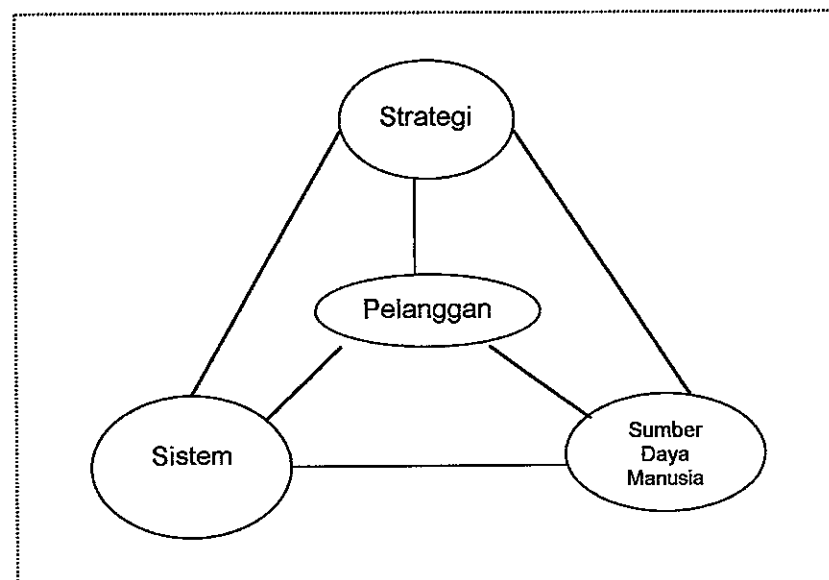 Strategi
Pelanggan
Sistem
Sumber
Daya
Manusia